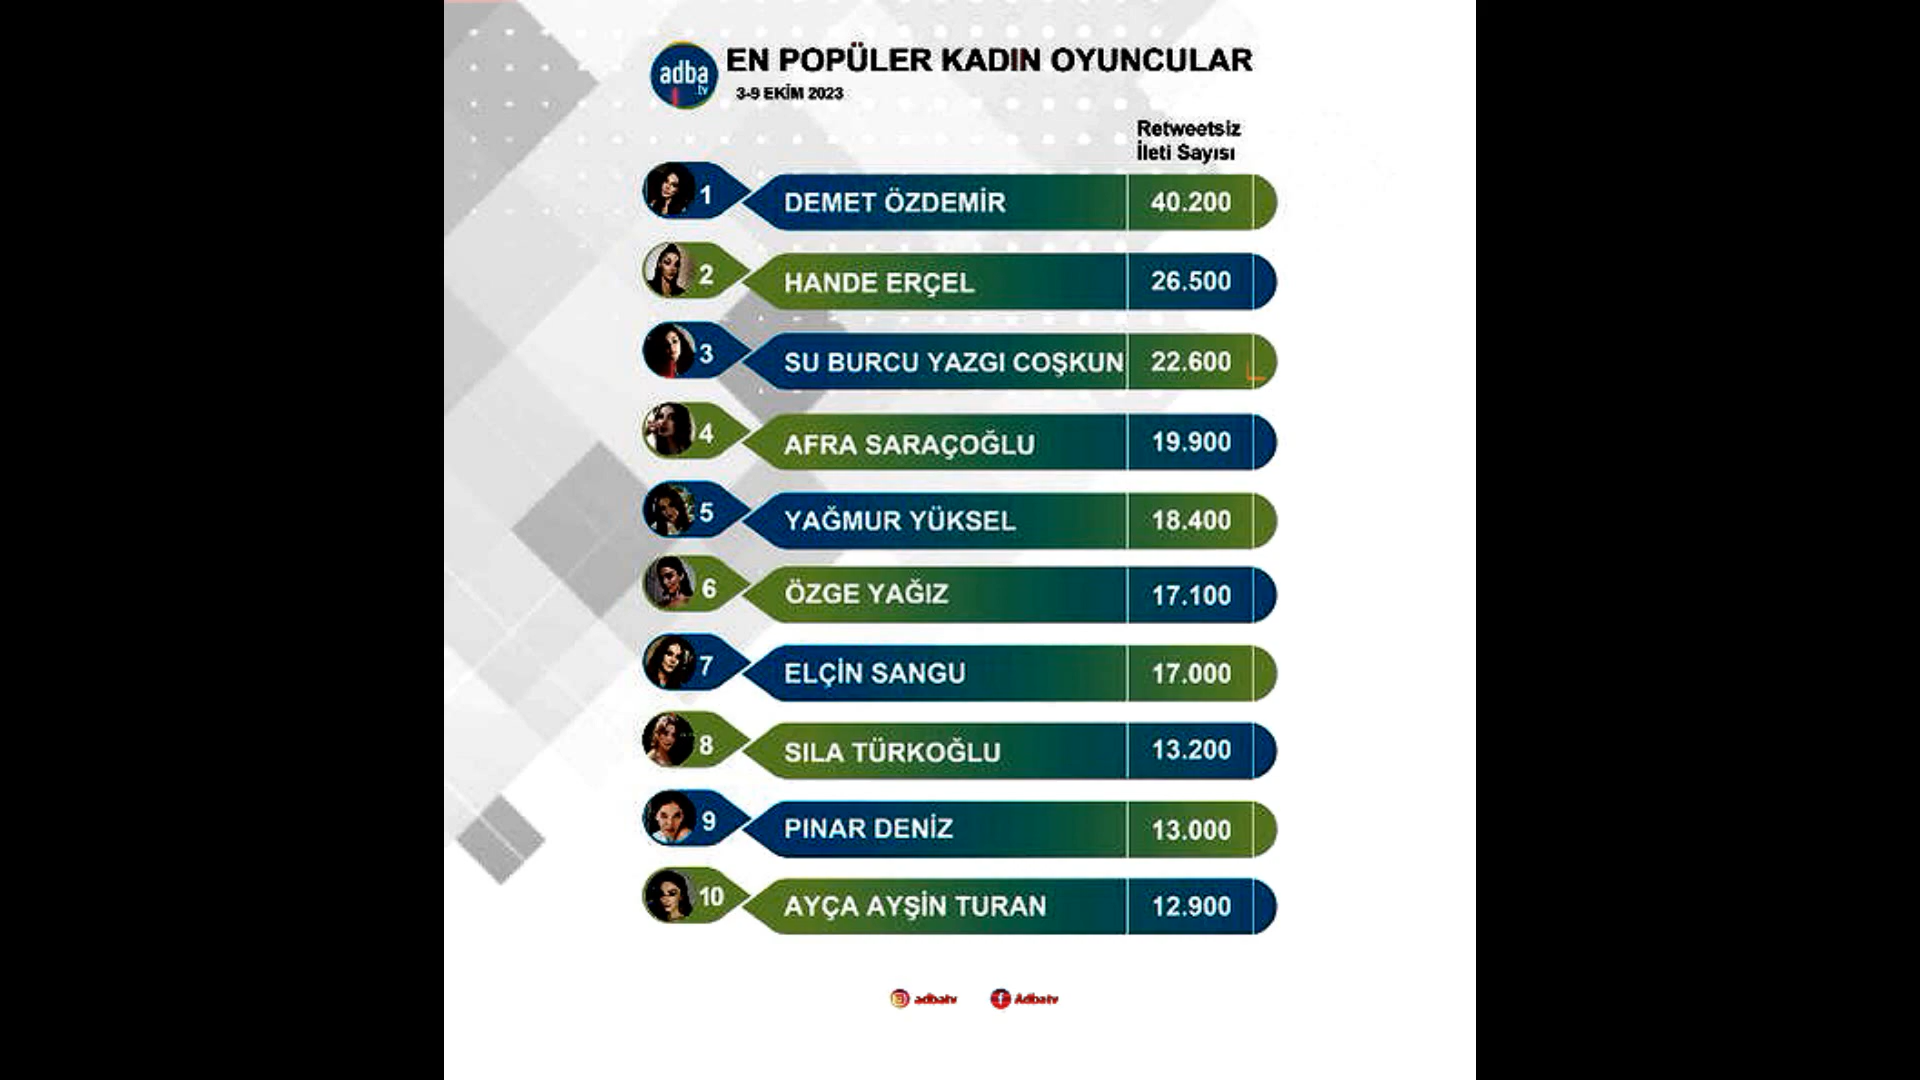 adba
tv
EN POPÜLER KADIN OYUNCULAR
3-9 EKİM 2023
Retweetsiz
İleti Sayısı
1 DEMET ÖZDEMİR 40.200
2 HANDE ERÇEL 26.500
3 SU BURCU YAZGI COŞKUN 22.600
4 AFRA SARAÇOĞLU 19.900
5 YAĞMUR YÜKSEL 18.400
6 ÖZGE YAĞIZ 17.100
7 ELÇİN SANGU 17.000
8 SILA TÜRKOĞLU 13.200
9 PINAR DENİZ 13.000
10 AYÇA AYŞİN TURAN 12.900
adbatv Adbatv